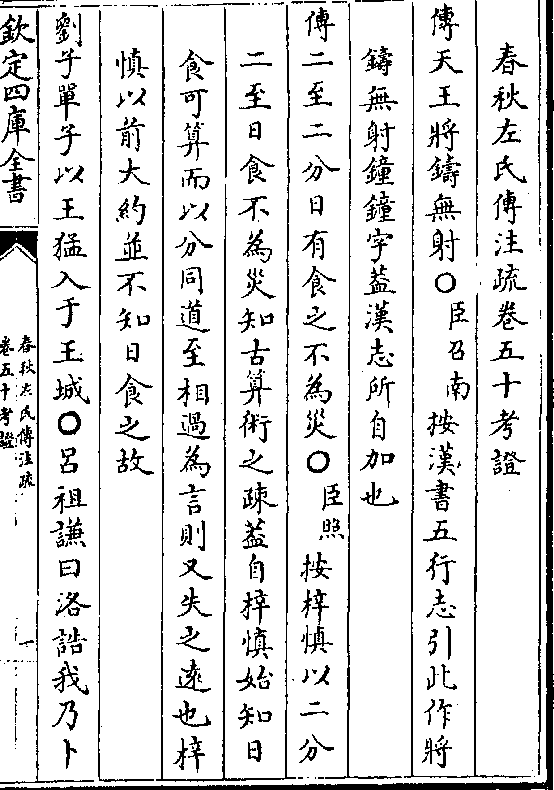 春秋左氏傳注疏卷五十考證
傳天王將鑄無射○臣召南按漢書五行志引此作將
鑄無射鐘鐘字蓋漢志所自加也
傳二至二分日有食之不為災○臣照按梓慎以二分
二至日食不為災知古算術之疎蓋自梓慎始知日
食可算而以分同道至相過為言則又失之遠也梓
慎以前大約並不知日食之故
劉子單子以王猛入于王城○呂祖謙曰洛誥我乃卜
欽定四庫全書
春秋左氏傳注疏
卷五十考證
一